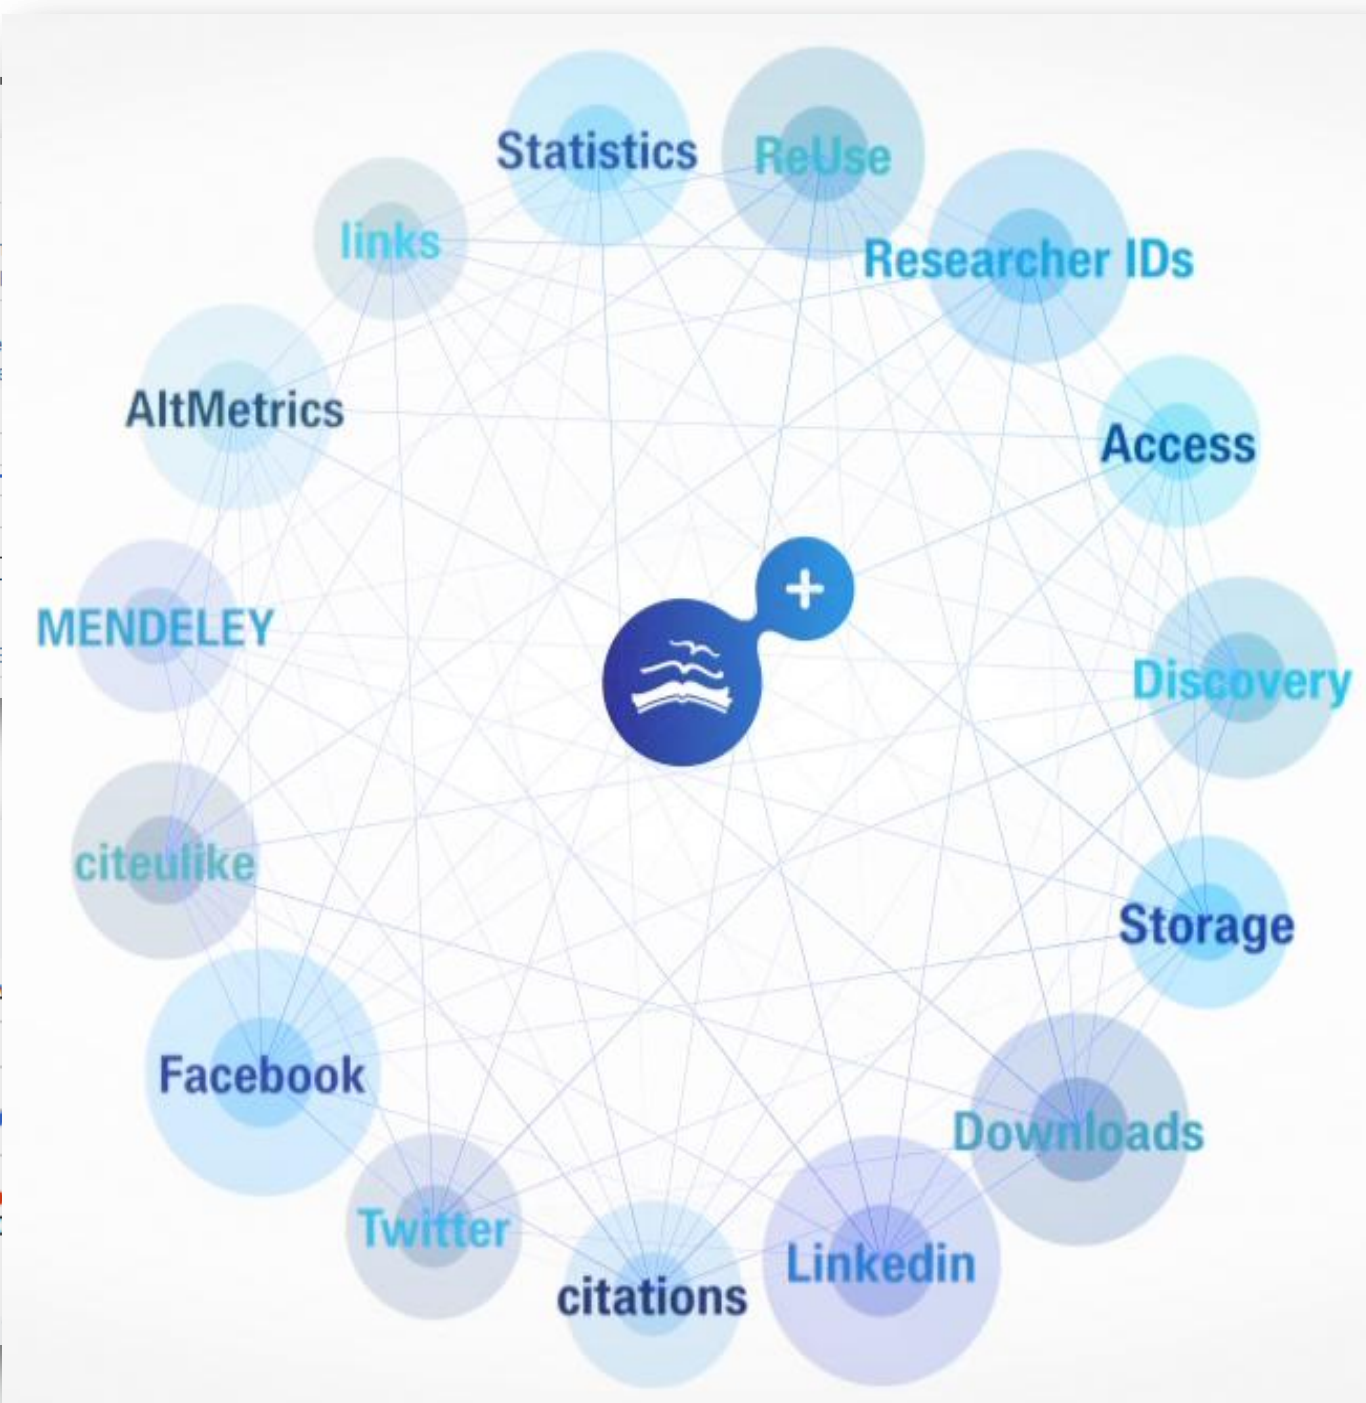 Statistics
ReUse
links
Researcher IDs
AltMetrics
Access
MENDELEY
Discovery
citeulike
Storage
Facebook
Downloads
Twitter
Linkedin
citations